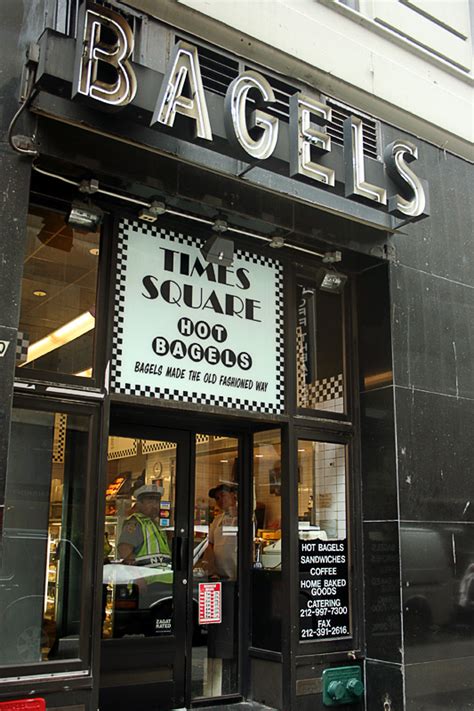 BAGELS
TIMES
SQUARE
HOT
BAGELS
BAGELS MADE THE OLD FASHIONED WAY
HOT BAGELS
SANDWICHES
COFFEE
HOME BAKED
GOODS
CATERING
212-997-7300
FAX
212-391-2616
ZAGAT
RATED